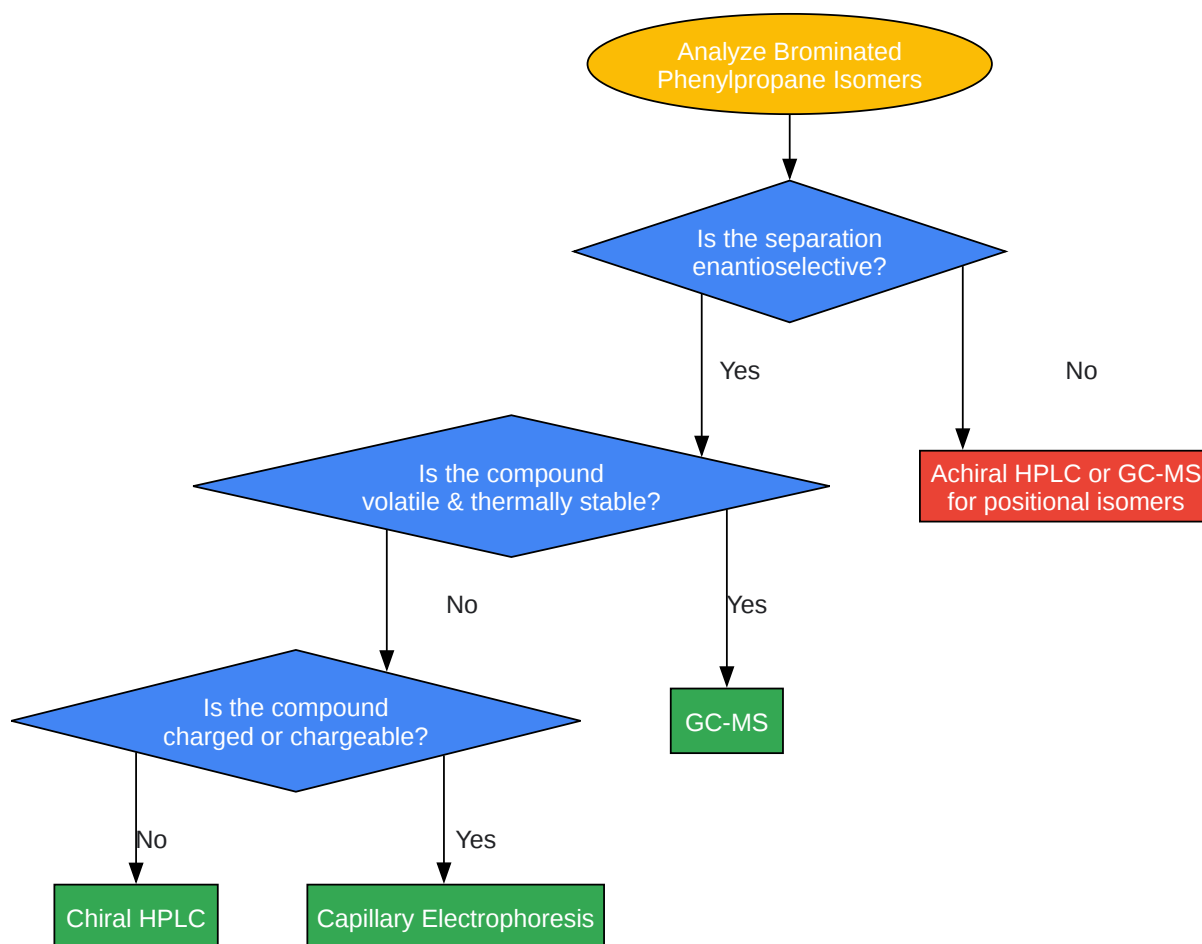 Analyze Brominated
Phenylpropane Isomers
Is the separation
enantioselective?
Yes
No
Is the compound
volatile & thermally stable?
Achiral HPLC or GC-MS
for positional isomers
No
Yes
Is the compound
charged or chargeable?
GC-MS
No
Yes
Chiral HPLC
Capillary Electrophoresis